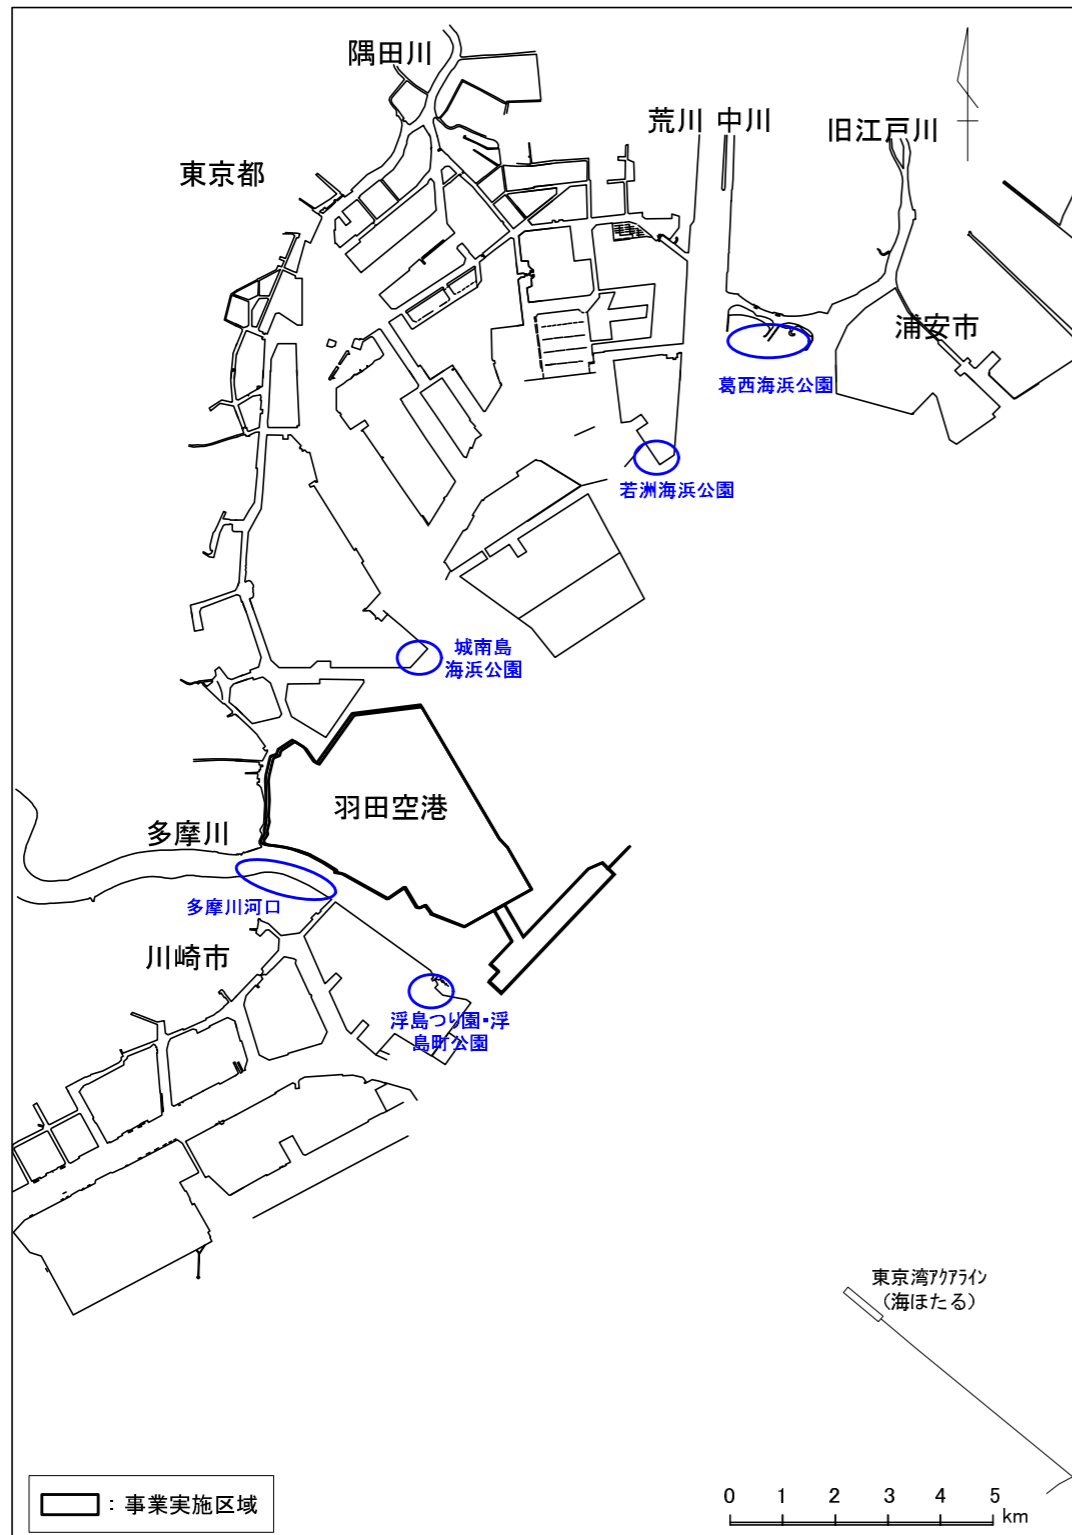 隅田川
荒川 中川
旧江戸川
東京都
浦安市
葛西海浜公園
若洲海浜公園
城南島
海浜公園
羽田空港
多摩川
多摩川河口
川崎市
浮島つり園・浮
島町公園
東京湾ｱｸｱﾗｲﾝ
（海ほたる）
：事業実施区域
0 1 2 3 4 5
km